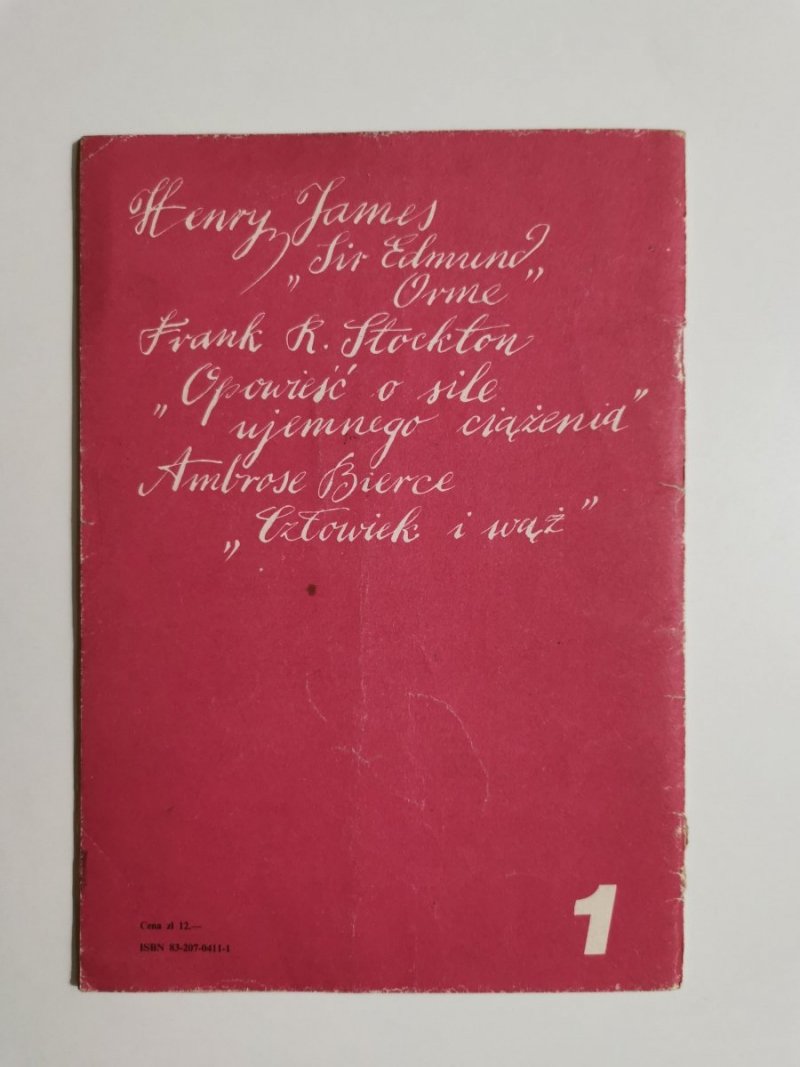 Henry James
„Sir Edmund
Orme"
Frank R. Stockton
„Opowieść o sile
ujemnego ciążenia"
Ambrose Bierce
„Człowiek i wąż"
Cena zł 12.—
ISBN 83-207-0411-1
1